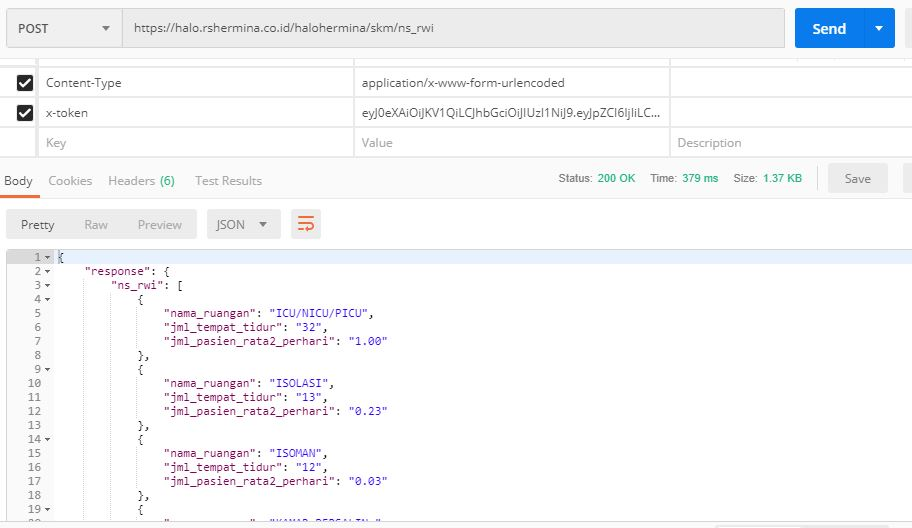 POST https://halo.rshermina.co.id/halohermina/skm/ns_rwi Send
Content-Type application/x-www-form-urlencoded
x-token eyJ0eXAiOiJKV1QiLCJhbGciOiJIUzI1NiJ9.eyJpZCI6IjIiLC...
Key Value Description
Body Cookies Headers (6) Test Results Status: 200 OK Time: 379 ms Size: 1.37 KB Save
Pretty Raw Preview JSON
1 {
2 "response": {
3 "ns_rwi": [
4 {
5 "nama_ruangan": "ICU/NICU/PICU",
6 "jml_tempat_tidur": "32",
7 "jml_pasien_rata2_perhari": "1.00"
8 },
9 {
10 "nama_ruangan": "ISOLASI",
11 "jml_tempat_tidur": "13",
12 "jml_pasien_rata2_perhari": "0.23"
13 },
14 {
15 "nama_ruangan": "ISOMAN",
16 "jml_tempat_tidur": "12",
17 "jml_pasien_rata2_perhari": "0.03"
18 },
19 {